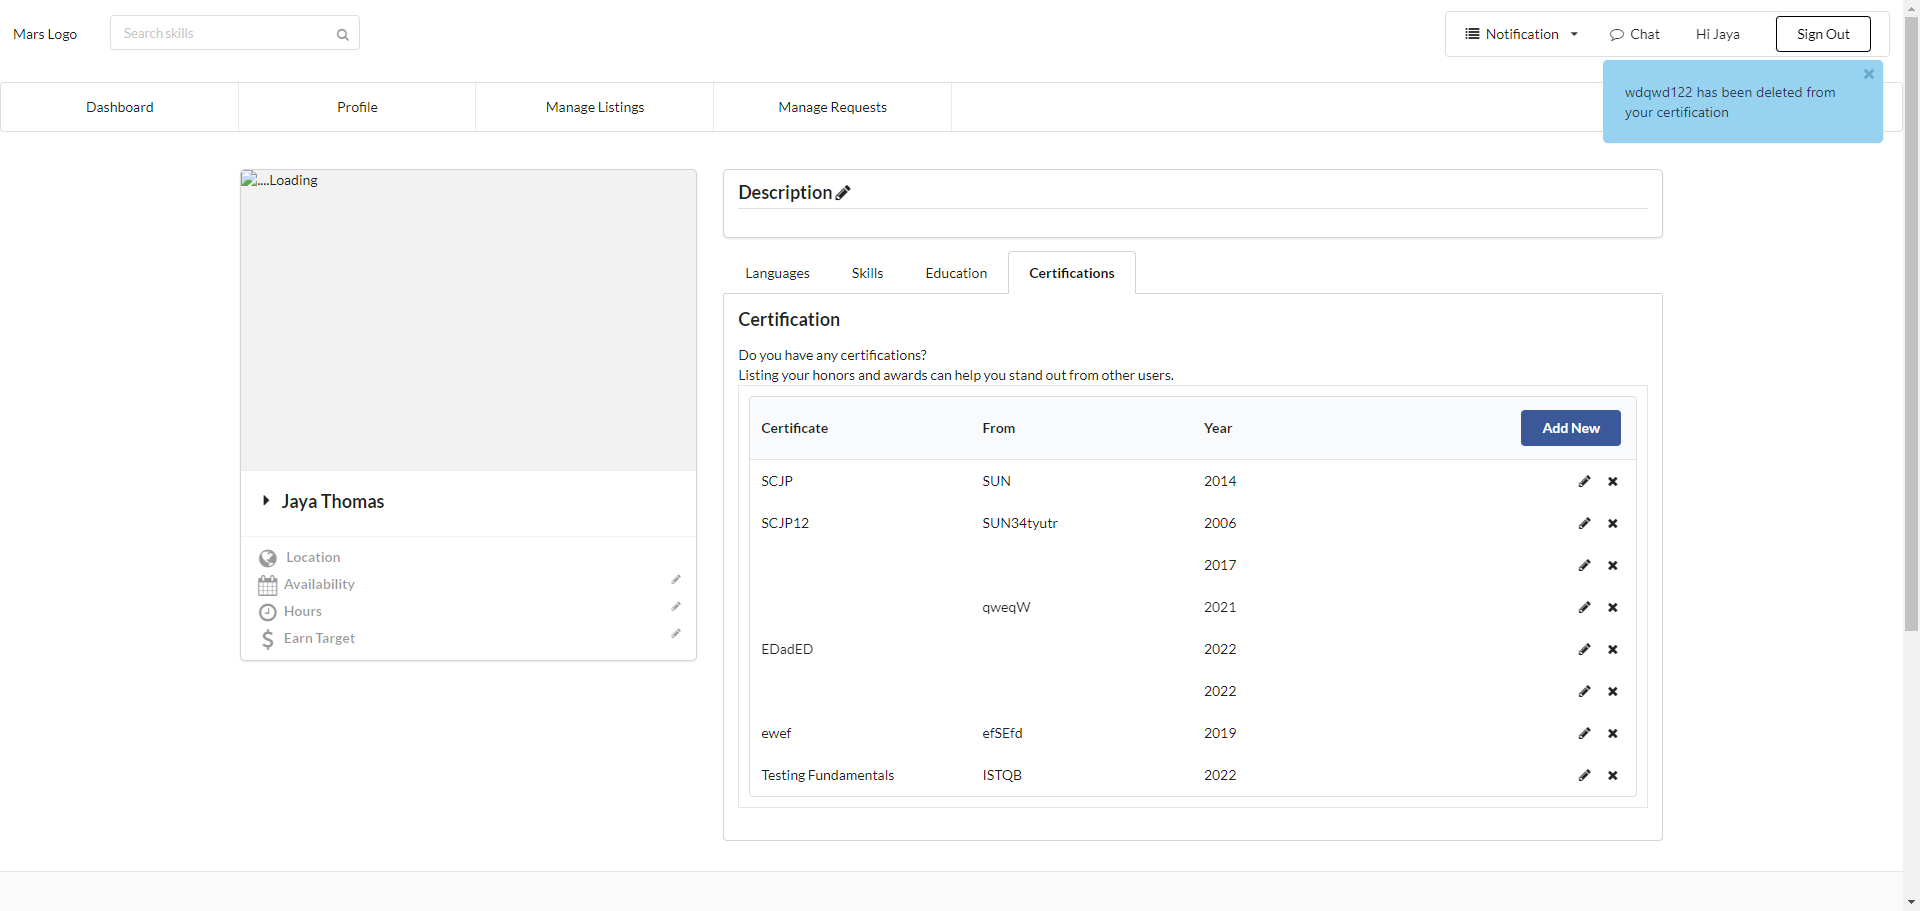 Mars Logo
Search skills
Notification
Chat
Hi Jaya
Sign Out
wdqwd122 has been deleted from
your certification
Dashboard
Profile
Manage Listings
Manage Requests
....Loading
Jaya Thomas
Location
Availability
Hours
Earn Target
Description
Languages
Skills
Education
Certifications
Certification
Do you have any certifications?
Listing your honors and awards can help you stand out from other users.
Certificate From Year Add New
SCJP SUN 2014
SCJP12 SUN34tyutr 2006
2017
qweqW 2021
EDadED 2022
2022
ewef efSEfd 2019
Testing Fundamentals ISTQB 2022